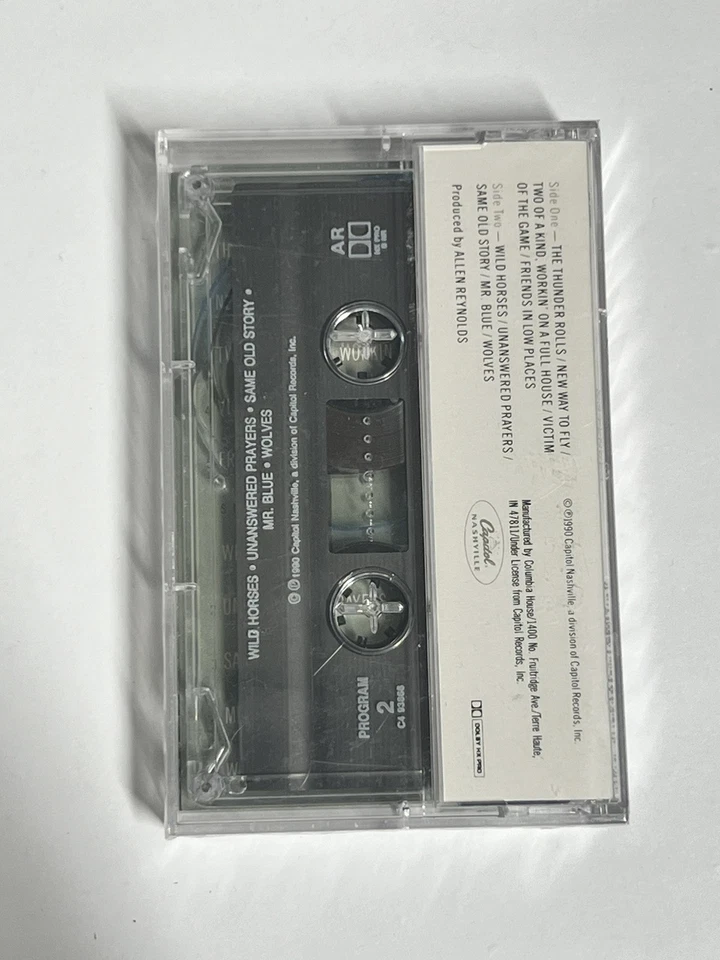 Side One — THE THUNDER ROLLS / NEW WAY TO FLY /
TWO OF A KIND, WORKIN' ON A FULL HOUSE / VICTIM
OF THE GAME / FRIENDS IN LOW PLACES
Side Two — WILD HORSES / UNANSWERED PRAYERS /
SAME OLD STORY / MR. BLUE / WOLVES
Produced by ALLEN REYNOLDS
©℗1990 Capitol Nashville, a division of Capitol Records, Inc.
Manufactured by Columbia House/1400 No. Fruitridge Ave./Terre Haute,
IN 47811/Under License from Capitol Records, Inc.
Capitol.
NASHVILLE
DOLBY HX PRO
AR
HX PRO
B NR
PROGRAM
2
C4 93866
©℗1990 Capitol Nashville, a division of Capitol Records, Inc.
WILD HORSES • UNANSWERED PRAYERS • SAME OLD STORY •
MR. BLUE • WOLVES